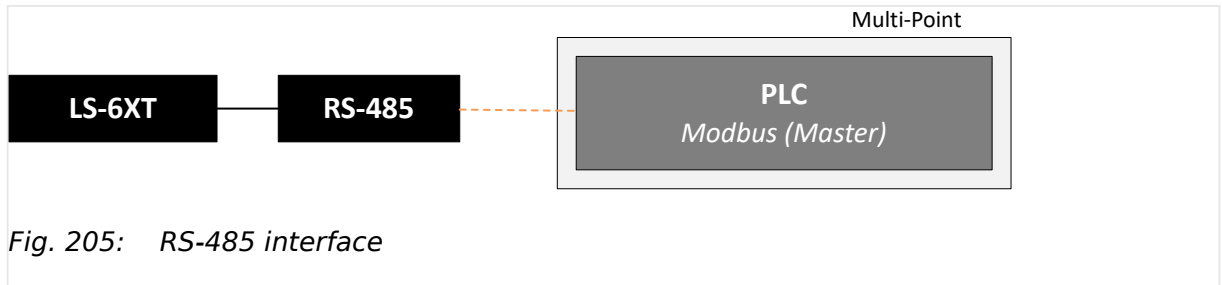 Multi-Point
LS-6XT
RS-485
PLC
Modbus (Master)
Fig. 205: RS-485 interface